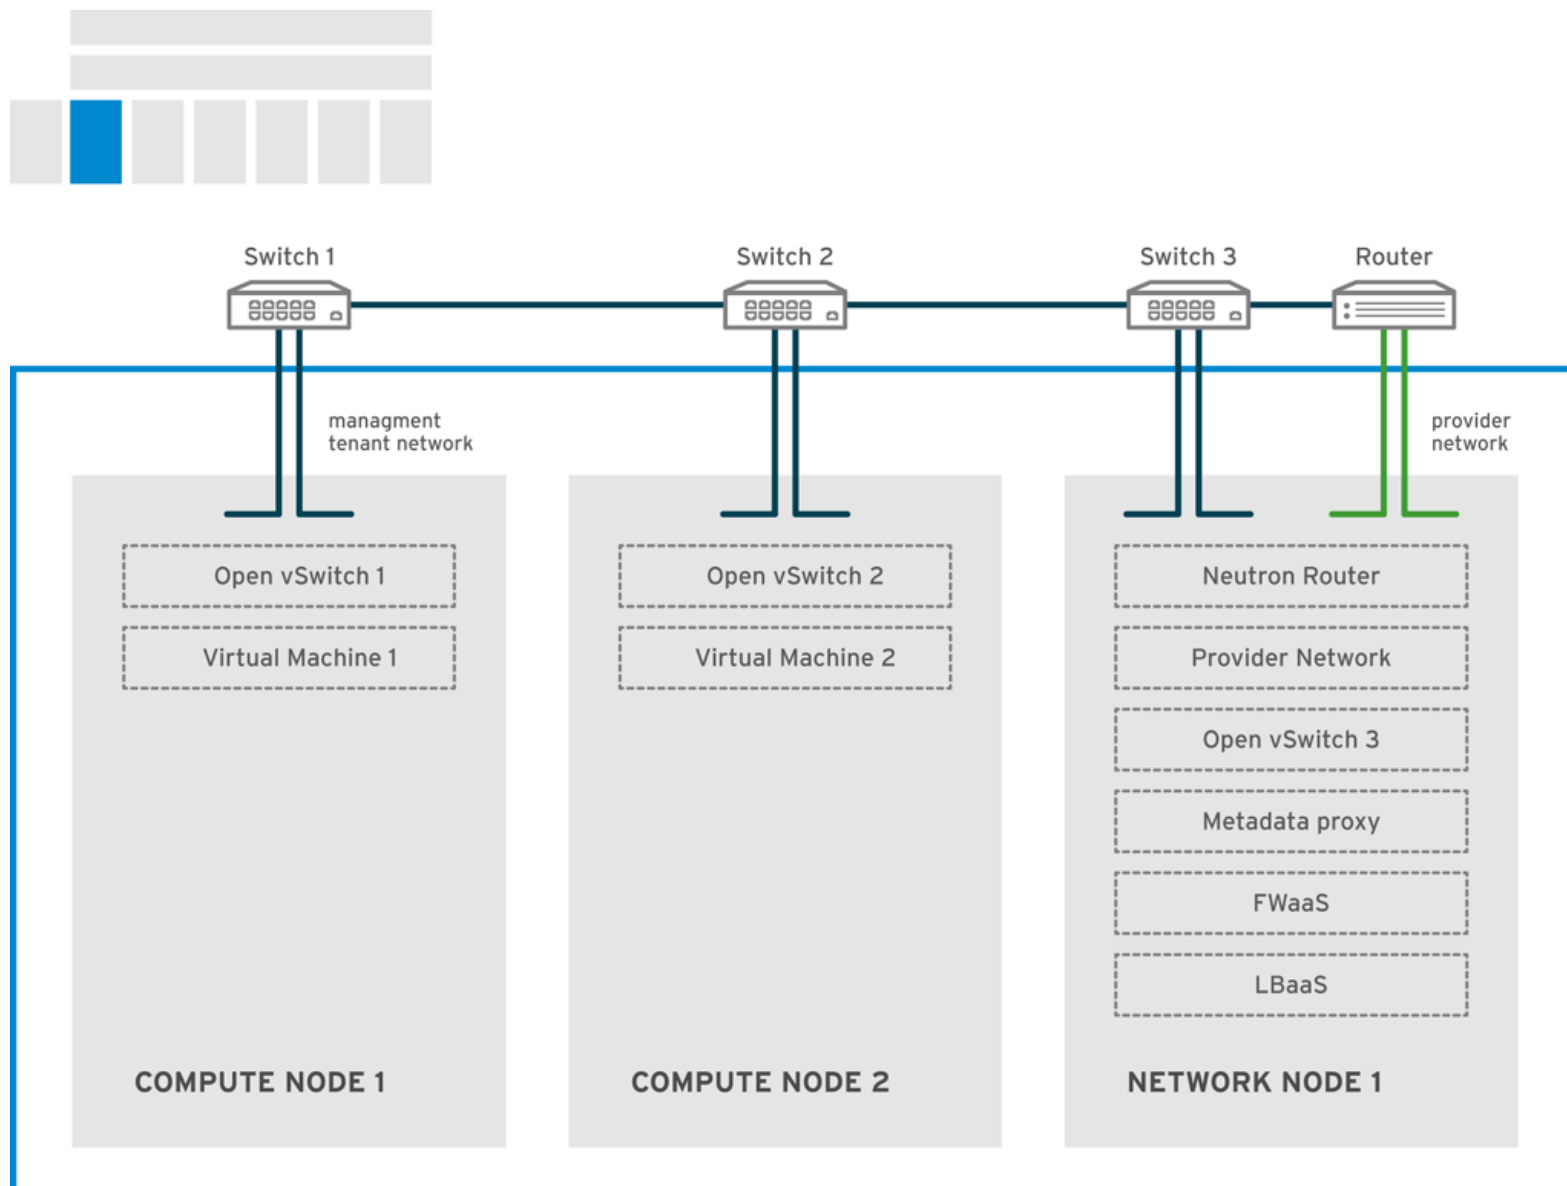 Switch 1
Switch 2
Switch 3
Router
managment
tenant network
provider
network
Open vSwitch 1
Virtual Machine 1
COMPUTE NODE 1
Open vSwitch 2
Virtual Machine 2
COMPUTE NODE 2
Neutron Router
Provider Network
Open vSwitch 3
Metadata proxy
FWaaS
LBaaS
NETWORK NODE 1